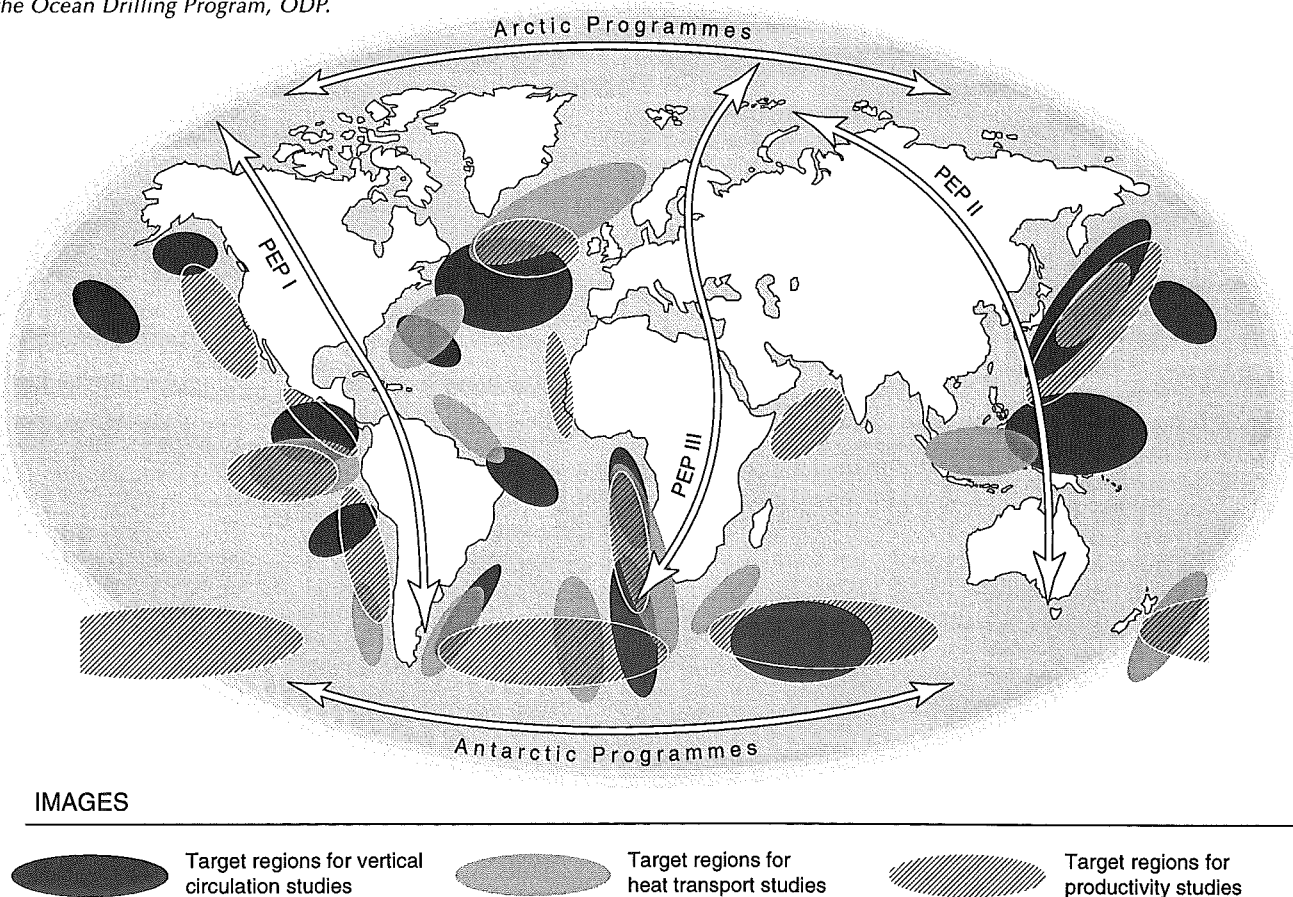 the Ocean Drilling Program, ODP.
Arctic Programmes
PEP I
PEP II
PEP III
Antarctic Programmes
IMAGES
Target regions for vertical
circulation studies
Target regions for
heat transport studies
Target regions for
productivity studies